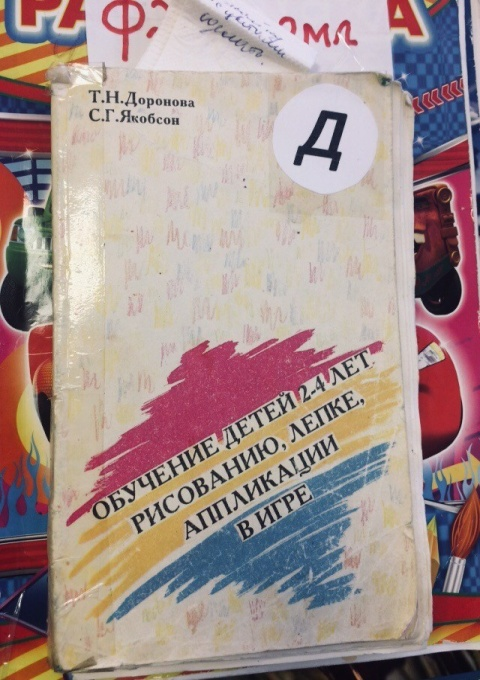 Т.Н.Доронова
С.Г.Якобсон
Д
ОБУЧЕНИЕ ДЕТЕЙ 2-4 ЛЕТ
РИСОВАНИЮ, ЛЕПКЕ,
АППЛИКАЦИИ
В ИГРЕ